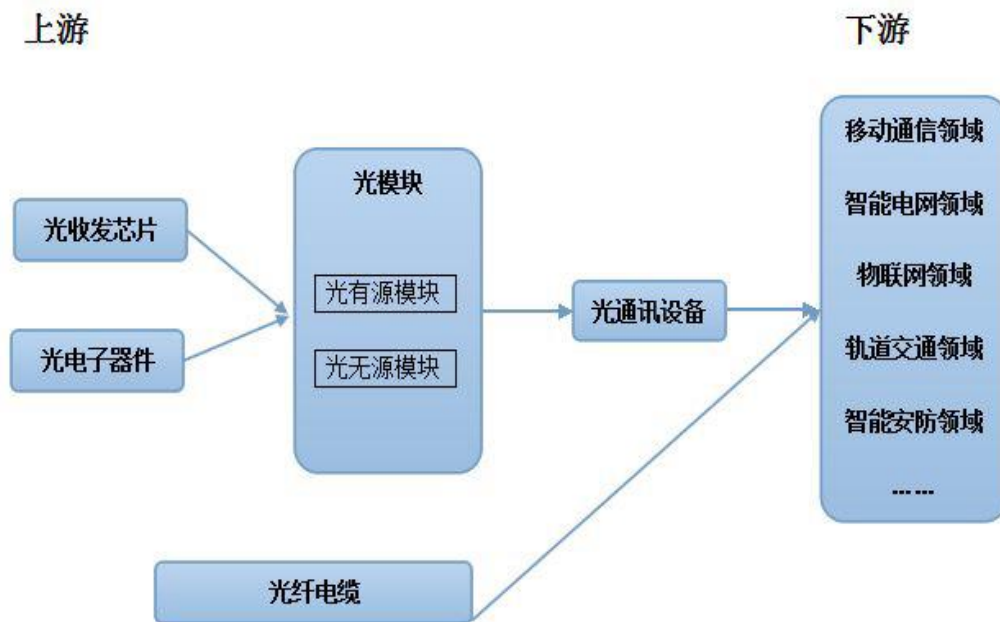 上游
下游
移动通信领域
光模块
智能电网领域
光收发芯片
物联网领域
光有源模块
光通讯设备
轨道交通领域
光电子器件
光无源模块
智能安防领域
……
光纤电缆